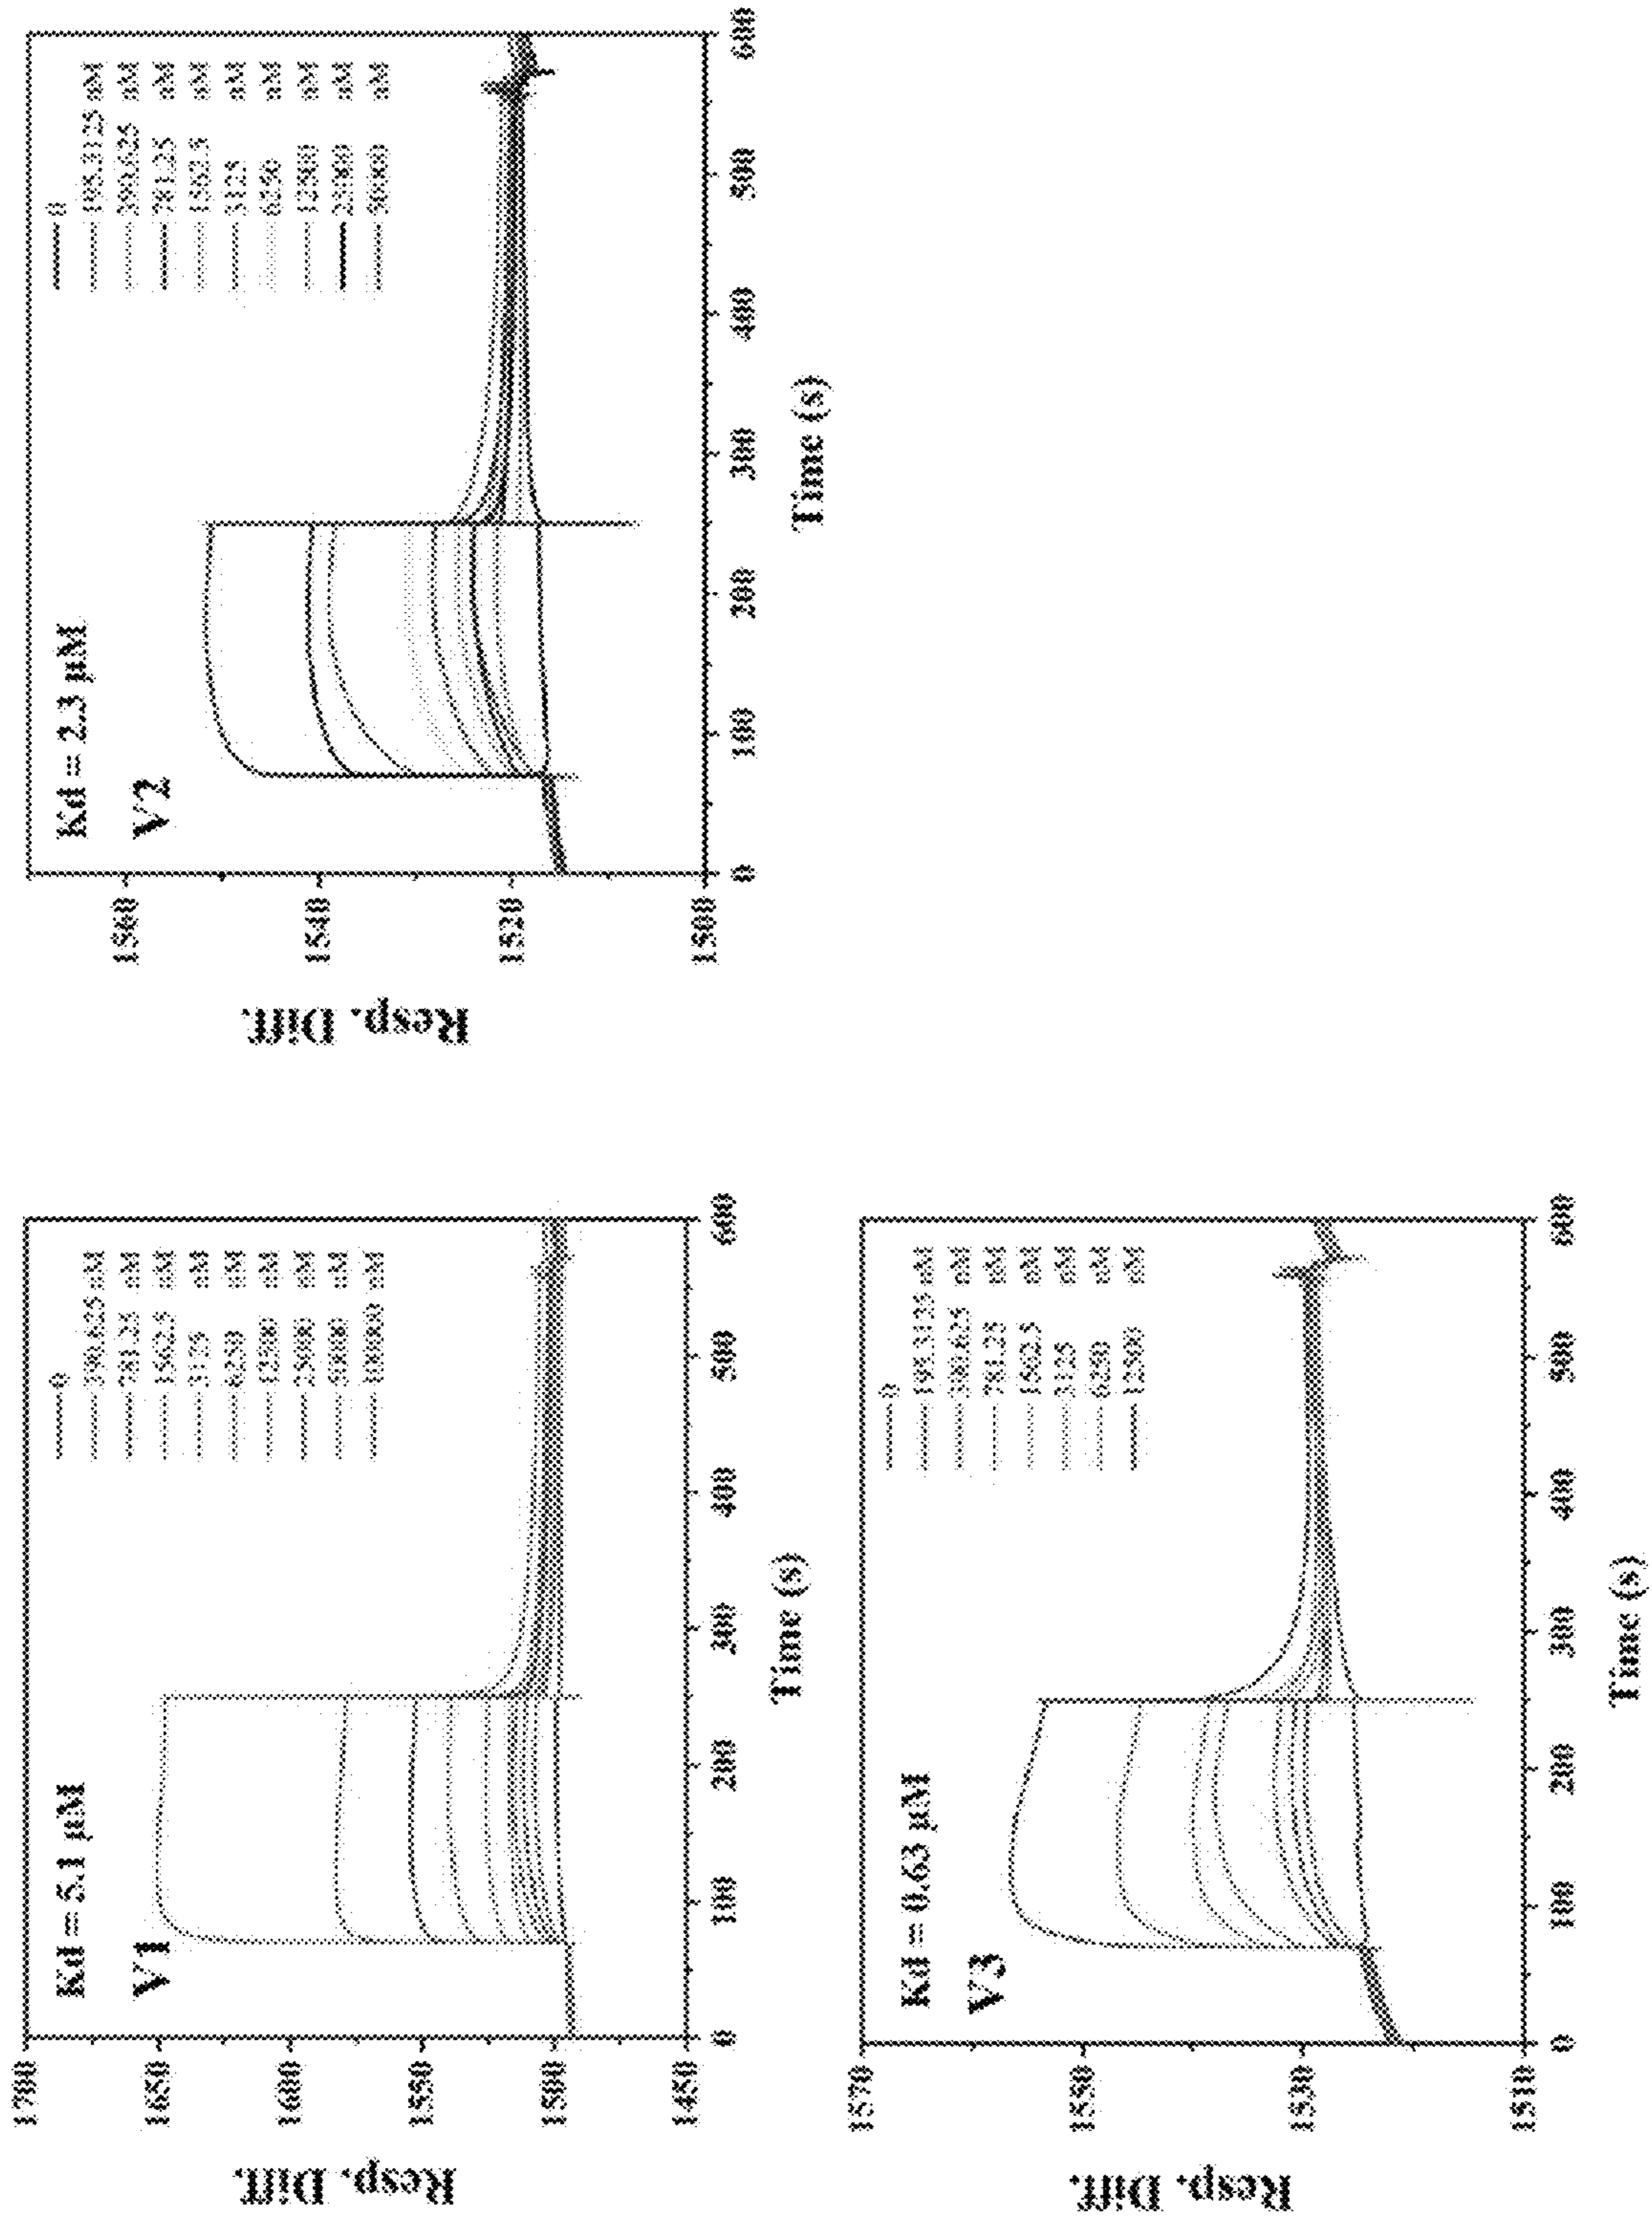 Kd = 5.1 µM
V1
0
390.625 nM
781.25 nM
1562.5 nM
3125 nM
6250 nM
12500 nM
25000 nM
50000 nM
100000 nM
1700
1650
1600
1550
1500
1450
Resp. Diff.
0 100 200 300 400 500 600
Time (s)
Kd = 2.3 µM
V2
0
195.3125 nM
390.625 nM
781.25 nM
1562.5 nM
3125 nM
6250 nM
12500 nM
25000 nM
50000 nM
1560
1540
1520
1500
Resp. Diff.
0 100 200 300 400 500 600
Time (s)
Kd = 0.63 µM
V3
0
195.3125 nM
390.625 nM
781.25 nM
1562.5 nM
3125 nM
6250 nM
12500 nM
1570
1550
1530
1510
Resp. Diff.
0 100 200 300 400 500 600
Time (s)